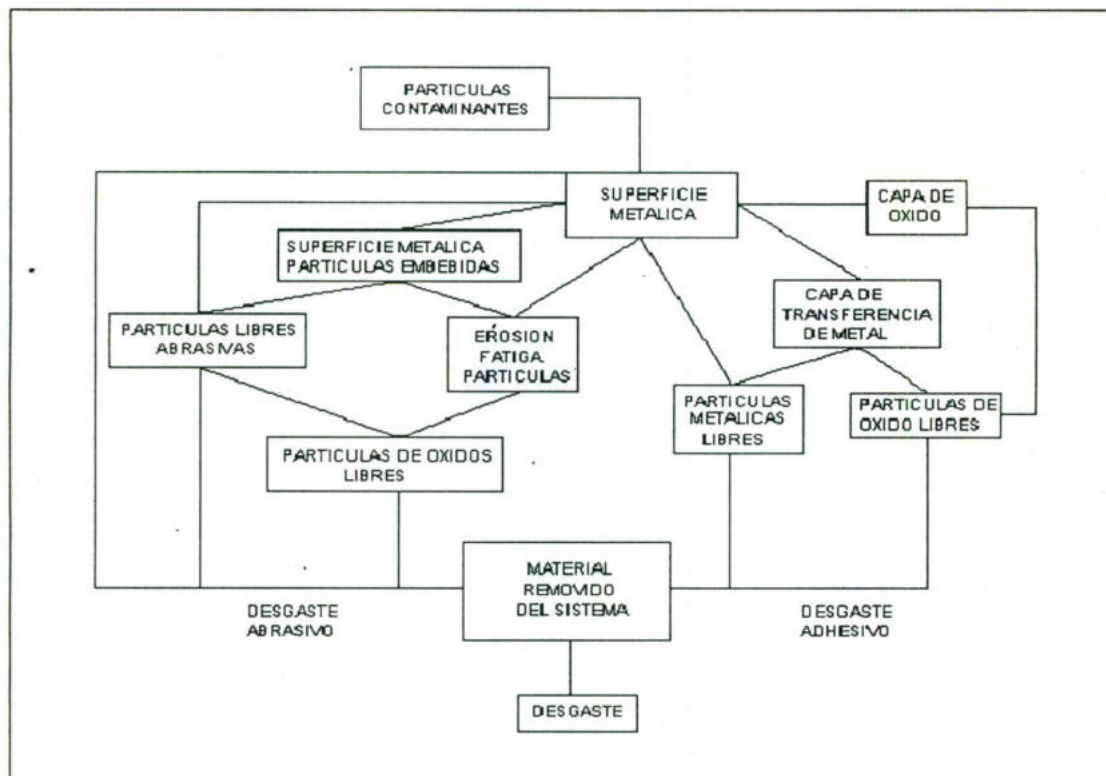 PARTICULAS
CONTAMINANTES
SUPERFICIE
METALICA
CAPA DE
OXIDO
SUPERFICIE METALICA
PARTICULAS EMBEBIDAS
CAPA DE
TRANSFERENCIA
DE METAL
PARTICULAS LIBRES
ABRASIVAS
EROSION
FATIGA
PARTICULAS
PARTICULAS
METALICAS
LIBRES
PARTICULAS DE
OXIDO LIBRES
PARTICULAS DE OXIDOS
LIBRES
MATERIAL
REMOVIDO
DEL SISTEMA
DESGASTE
ABRASIVO
DESGASTE
ADHESIVO
DESGASTE